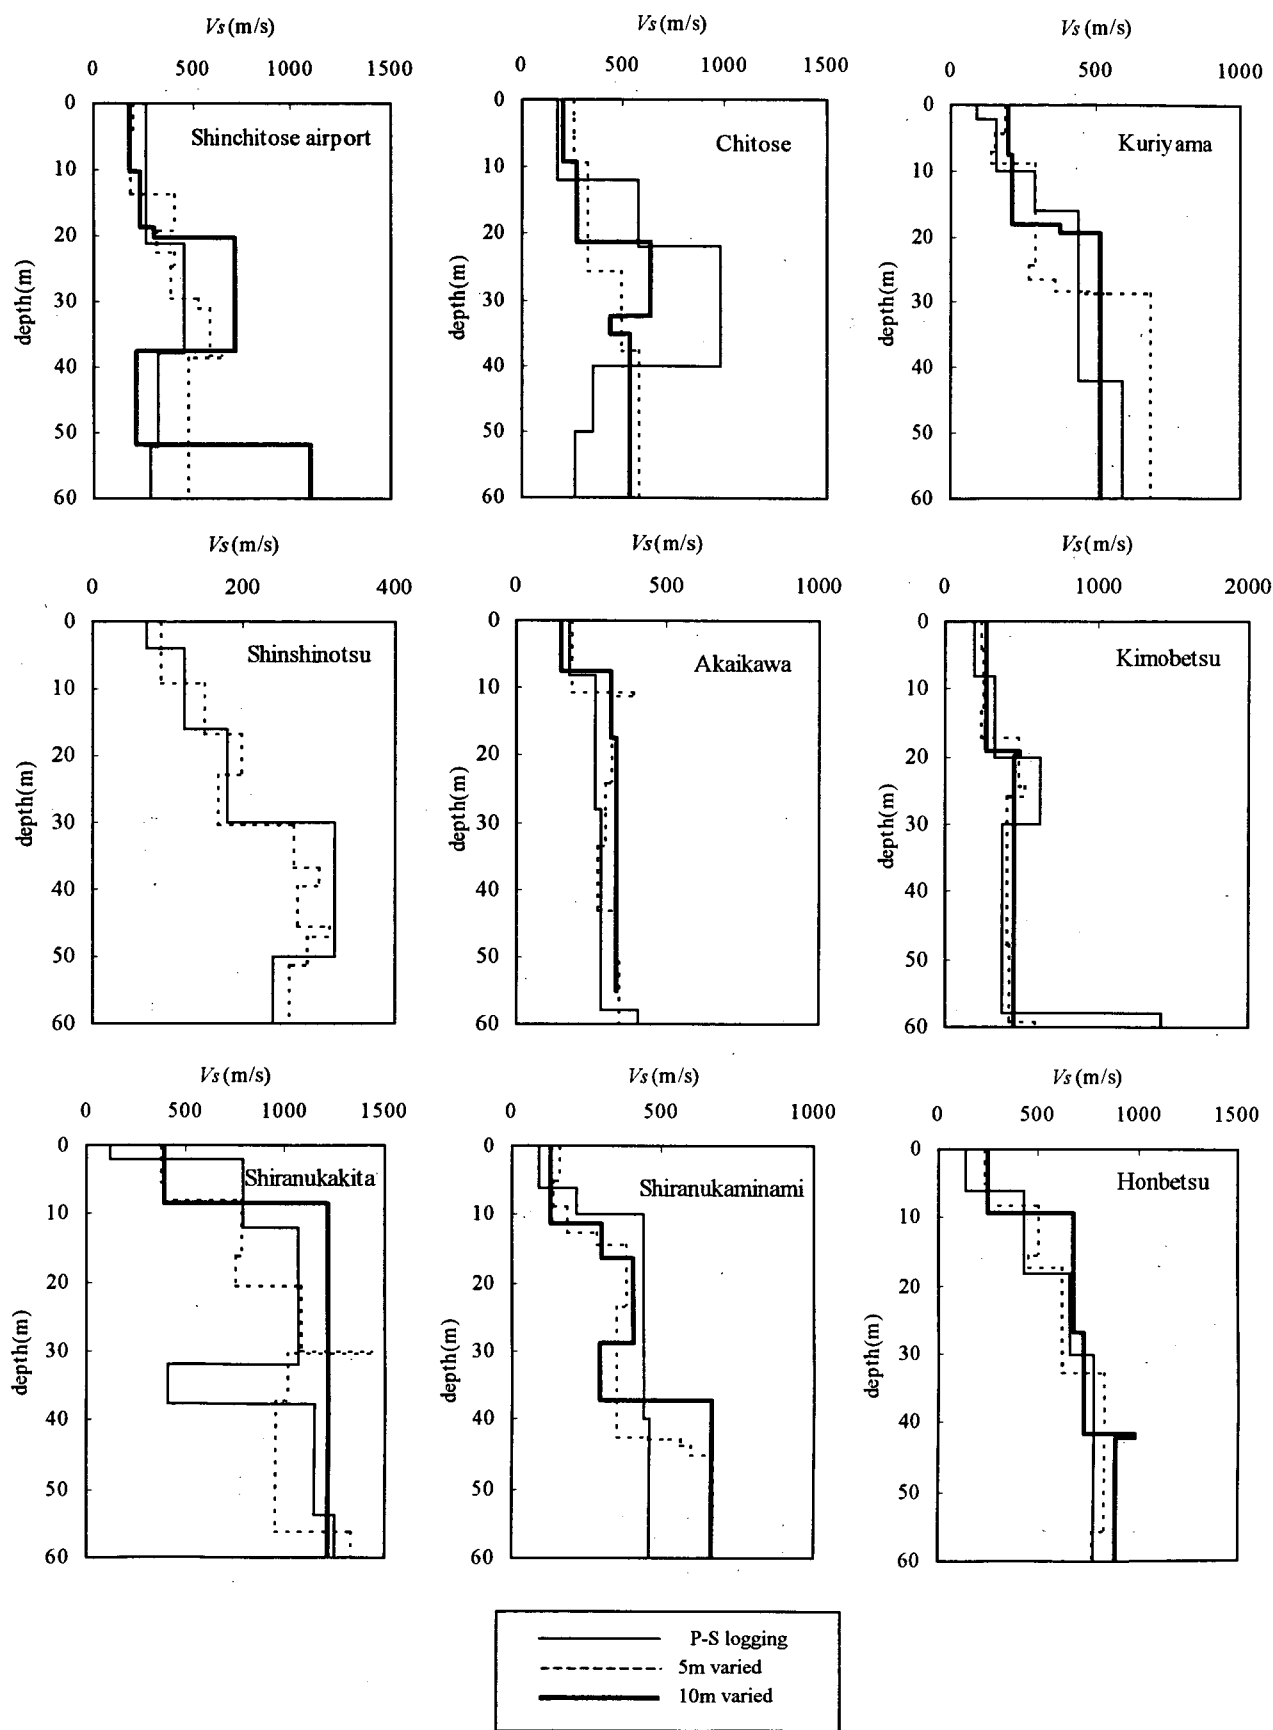 Vs (m/s) Vs (m/s) Vs (m/s)
0 500 1000 1500 0 500 1000 1500 0 500 1000
Shinchitose airport Chitose Kuriyama
depth(m) depth(m) depth(m)
0 0 0
10 10 10
20 20 20
30 30 30
40 40 40
50 50 50
60 60 60
Vs (m/s) Vs (m/s) Vs (m/s)
0 200 400 0 500 1000 0 1000 2000
Shinshinotsu Akaikawa Kimobetsu
depth(m) depth(m) depth(m)
0 0 0
10 10 10
20 20 20
30 30 30
40 40 40
50 50 50
60 60 60
Vs (m/s) Vs (m/s) Vs (m/s)
0 500 1000 1500 0 500 1000 0 500 1000 1500
Shiranukakita Shiranukaminami Honbetsu
depth(m) depth(m) depth(m)
0 0 0
10 10 10
20 20 20
30 30 30
40 40 40
50 50 50
60 60 60
P-S logging
5m varied
10m varied